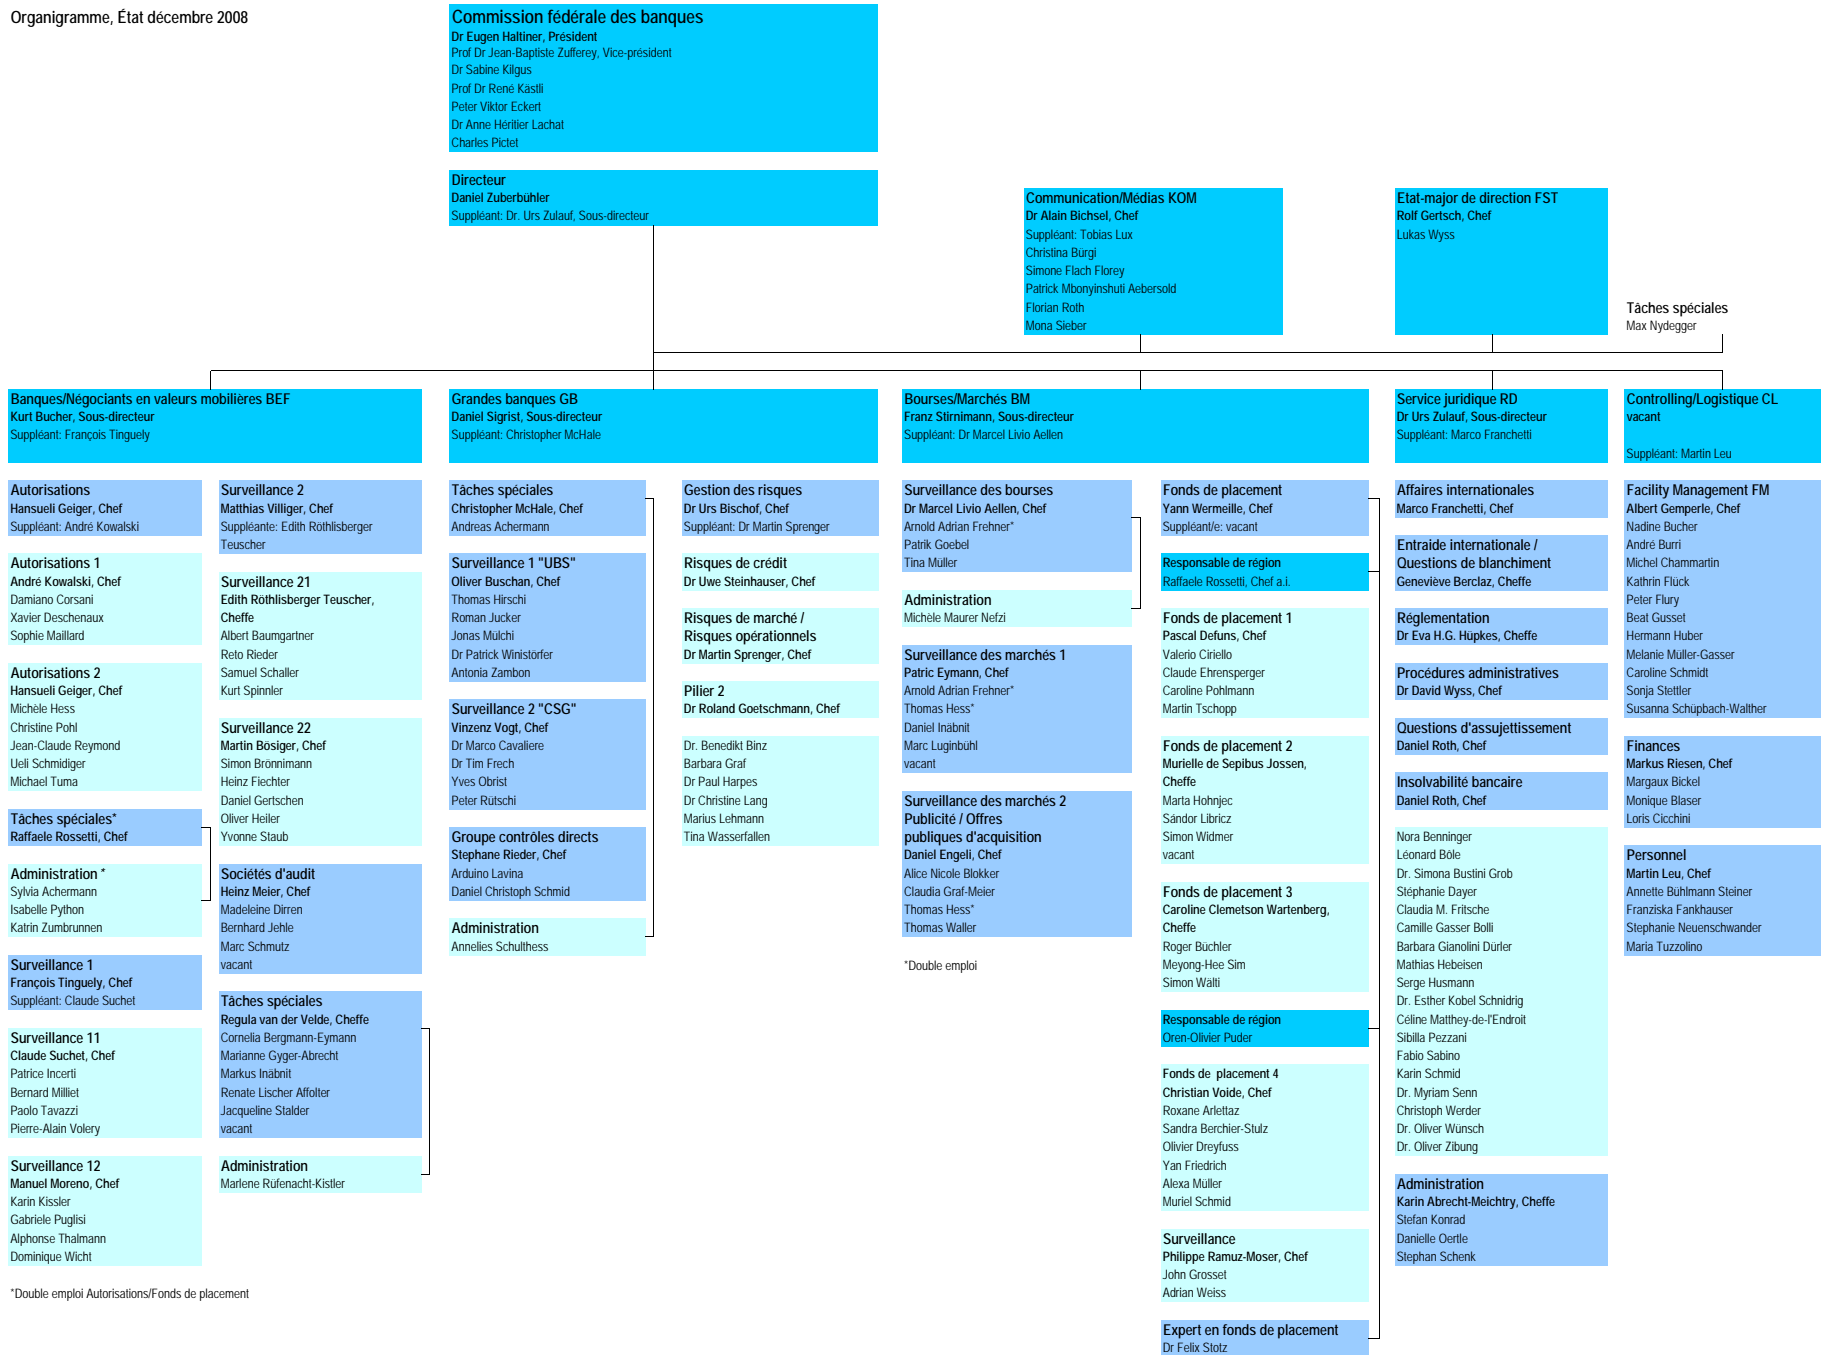 Organigramme, État décembre 2008
Commission fédérale des banques
Dr Eugen Haltiner, Président
Prof Dr Jean-Baptiste Zufferey, Vice-président
Dr Sabine Kilgus
Prof Dr René Kästli
Peter Viktor Eckert
Dr Anne Héritier Lachat
Charles Pictet
Directeur
Daniel Zuberbühler
Suppléant: Dr. Urs Zulauf, Sous-directeur
Communication/Médias KOM
Dr Alain Bichsel, Chef
Suppléant: Tobias Lux
Christina Bürgi
Simone Flach Florey
Patrick Mbonyinshuti Aebersold
Florian Roth
Mona Sieber
Etat-major de direction FST
Rolf Gertsch, Chef
Lukas Wyss
Tâches spéciales
Max Nydegger
Banques/Négociants en valeurs mobilières BEF
Kurt Bucher, Sous-directeur
Suppléant: François Tinguely
Autorisations
Hansueli Geiger, Chef
Suppléant: André Kowalski
Autorisations 1
André Kowalski, Chef
Damiano Corsani
Xavier Deschenaux
Sophie Maillard
Autorisations 2
Hansueli Geiger, Chef
Michèle Hess
Christine Pohl
Jean-Claude Reymond
Ueli Schmidiger
Michael Tuma
Tâches spéciales*
Raffaele Rossetti, Chef
Administration *
Sylvia Achermann
Isabelle Python
Katrin Zumbrunnen
Surveillance 1
François Tinguely, Chef
Suppléant: Claude Suchet
Surveillance 11
Claude Suchet, Chef
Patrice Incerti
Bernard Milliet
Paolo Tavazzi
Pierre-Alain Volery
Surveillance 12
Manuel Moreno, Chef
Karin Kissler
Gabriele Puglisi
Alphonse Thalmann
Dominique Wicht
*Double emploi Autorisations/Fonds de placement
Surveillance 2
Matthias Villiger, Chef
Suppléante: Edith Röthlisberger
Teuscher
Surveillance 21
Edith Röthlisberger Teuscher,
Cheffe
Albert Baumgartner
Reto Rieder
Samuel Schaller
Kurt Spinnler
Surveillance 22
Martin Bösiger, Chef
Simon Brönnimann
Heinz Fiechter
Daniel Gertschen
Oliver Heiler
Yvonne Staub
Sociétés d'audit
Heinz Meier, Chef
Madeleine Dirren
Bernhard Jehle
Marc Schmutz
vacant
Tâches spéciales
Regula van der Velde, Cheffe
Cornelia Bergmann-Eymann
Marianne Gyger-Abrecht
Markus Inäbnit
Renate Lischer Affolter
Jacqueline Stalder
vacant
Administration
Marlene Rüfenacht-Kistler
Grandes banques GB
Daniel Sigrist, Sous-directeur
Suppléant: Christopher McHale
Tâches spéciales
Christopher McHale, Chef
Andreas Achermann
Surveillance 1 "UBS"
Oliver Buschan, Chef
Thomas Hirschi
Roman Jucker
Jonas Mülchi
Dr Patrick Winistörfer
Antonia Zambon
Surveillance 2 "CSG"
Vinzenz Vogt, Chef
Dr Marco Cavaliere
Dr Tim Frech
Yves Obrist
Peter Rütschi
Groupe contrôles directs
Stephane Rieder, Chef
Arduino Lavina
Daniel Christoph Schmid
Administration
Annelies Schulthess
Gestion des risques
Dr Urs Bischof, Chef
Suppléant: Dr Martin Sprenger
Risques de crédit
Dr Uwe Steinhauser, Chef
Risques de marché /
Risques opérationnels
Dr Martin Sprenger, Chef
Pilier 2
Dr Roland Goetschmann, Chef
Dr. Benedikt Binz
Barbara Graf
Dr Paul Harpes
Dr Christine Lang
Marius Lehmann
Tina Wasserfallen
Bourses/Marchés BM
Franz Stirnimann, Sous-directeur
Suppléant: Dr Marcel Livio Aellen
Surveillance des bourses
Dr Marcel Livio Aellen, Chef
Arnold Adrian Frehner*
Patrik Goebel
Tina Müller
Administration
Michèle Maurer Nefzi
Surveillance des marchés 1
Patric Eymann, Chef
Arnold Adrian Frehner*
Thomas Hess*
Daniel Inäbnit
Marc Luginbühl
vacant
Surveillance des marchés 2
Publicité / Offres
publiques d'acquisition
Daniel Engeli, Chef
Alice Nicole Blokker
Claudia Graf-Meier
Thomas Hess*
Thomas Waller
*Double emploi
Fonds de placement
Yann Wermeille, Chef
Suppléant/e: vacant
Responsable de région
Raffaele Rossetti, Chef a.i.
Fonds de placement 1
Pascal Defuns, Chef
Valerio Ciriello
Claude Ehrensperger
Caroline Pohlmann
Martin Tschopp
Fonds de placement 2
Murielle de Sepibus Jossen,
Cheffe
Marta Hohnjec
Sándor Libricz
Simon Widmer
vacant
Fonds de placement 3
Caroline Clemetson Wartenberg,
Cheffe
Roger Büchler
Meyong-Hee Sim
Simon Wälti
Responsable de région
Oren-Olivier Puder
Fonds de placement 4
Christian Voide, Chef
Roxane Arlettaz
Sandra Berchier-Stulz
Olivier Dreyfuss
Yan Friedrich
Alexa Müller
Muriel Schmid
Surveillance
Philippe Ramuz-Moser, Chef
John Grosset
Adrian Weiss
Expert en fonds de placement
Dr Felix Stotz
Service juridique RD
Dr Urs Zulauf, Sous-directeur
Suppléant: Marco Franchetti
Affaires internationales
Marco Franchetti, Chef
Entraide internationale /
Questions de blanchiment
Geneviève Berclaz, Cheffe
Réglementation
Dr Eva H.G. Hüpkes, Cheffe
Procédures administratives
Dr David Wyss, Chef
Questions d'assujettissement
Daniel Roth, Chef
Insolvabilité bancaire
Daniel Roth, Chef
Nora Benninger
Léonard Bôle
Dr. Simona Bustini Grob
Stéphanie Dayer
Claudia M. Fritsche
Camille Gasser Bolli
Barbara Gianolini Dürler
Mathias Hebeisen
Serge Husmann
Dr. Esther Kobel Schnidrig
Céline Matthey-de-l'Endroit
Sibilla Pezzani
Fabio Sabino
Karin Schmid
Dr. Myriam Senn
Christoph Werder
Dr. Oliver Wünsch
Dr. Oliver Zibung
Administration
Karin Abrecht-Meichtry, Cheffe
Stefan Konrad
Danielle Oertle
Stephan Schenk
Controlling/Logistique CL
vacant
Suppléant: Martin Leu
Facility Management FM
Albert Gemperle, Chef
Nadine Bucher
André Burri
Michel Chammartin
Kathrin Flück
Peter Flury
Beat Gusset
Hermann Huber
Melanie Müller-Gasser
Caroline Schmidt
Sonja Stettler
Susanna Schüpbach-Walther
Finances
Markus Riesen, Chef
Margaux Bickel
Monique Blaser
Loris Cicchini
Personnel
Martin Leu, Chef
Annette Bühlmann Steiner
Franziska Fankhauser
Stephanie Neuenschwander
Maria Tuzzolino